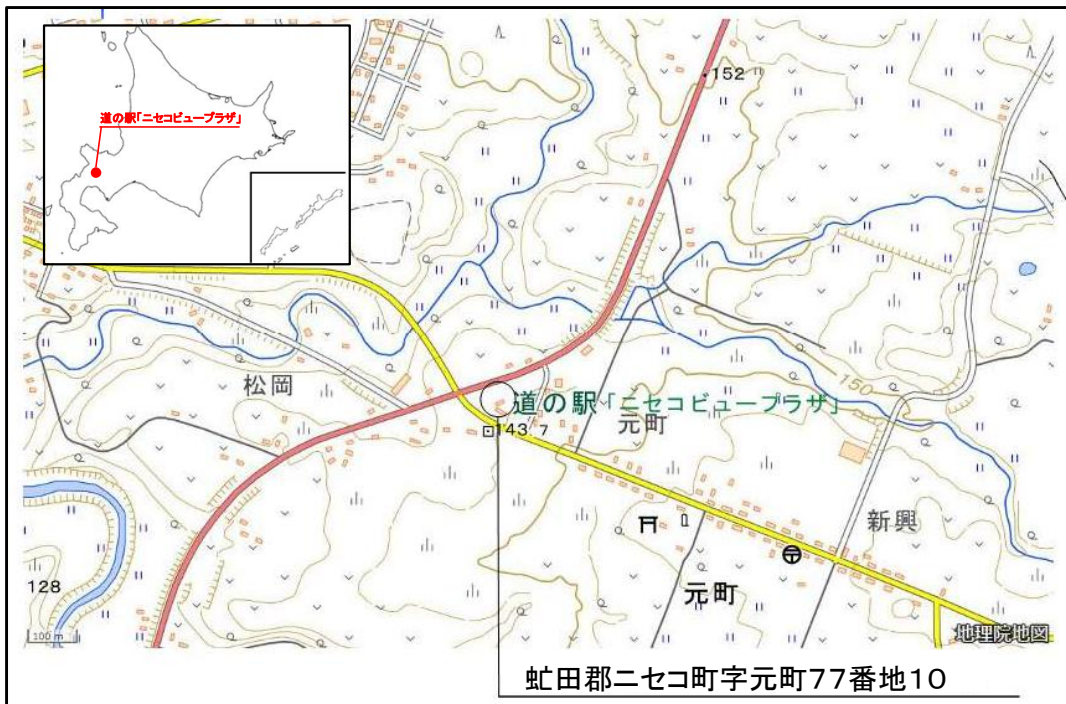 道の駅「ニセコビュープラザ」
152
松岡
道の駅「ニセコビュープラザ」
元町
143.7
150
新興
128
元町
100 m
地理院地図
虻田郡ニセコ町字元町77番地10